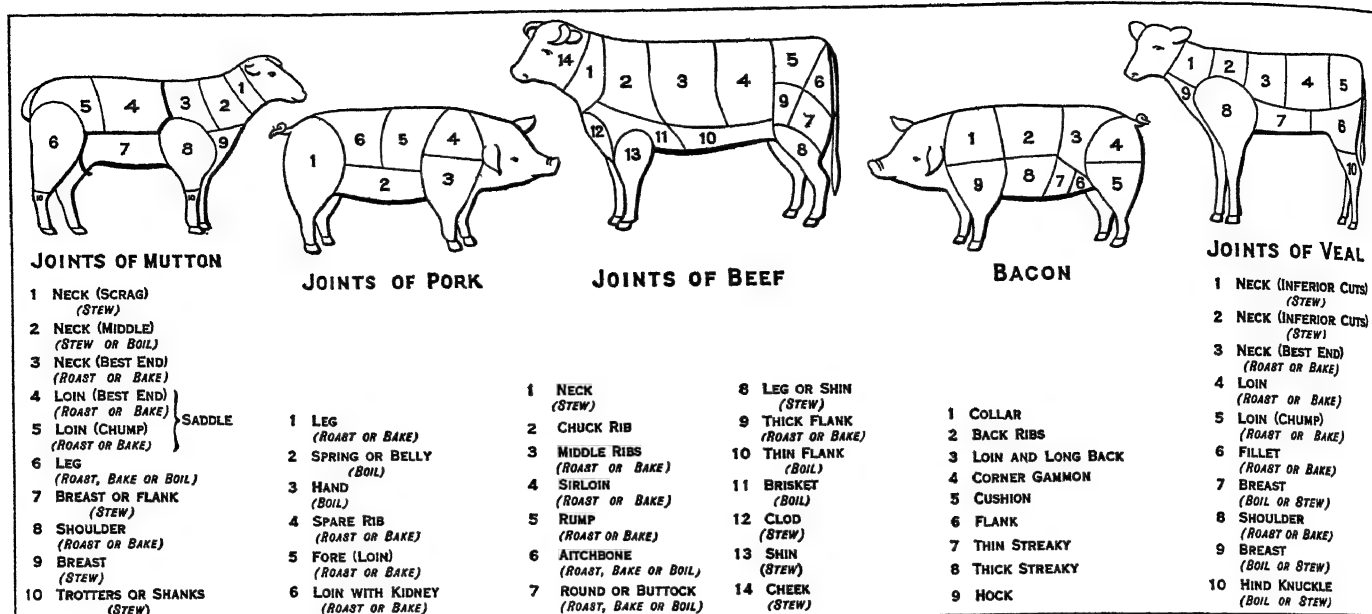 JOINTS OF MUTTON
1 NECK (SCRAG)
(STEW)
2 NECK (MIDDLE)
(STEW OR BOIL)
3 NECK (BEST END)
(ROAST OR BAKE)
4 LOIN (BEST END)
(ROAST OR BAKE)
SADDLE
5 LOIN (CHUMP)
(ROAST OR BAKE)
6 LEG
(ROAST, BAKE OR BOIL)
7 BREAST OR FLANK
(STEW)
8 SHOULDER
(ROAST OR BAKE)
9 BREAST
(STEW)
10 TROTTERS OR SHANKS
(STEW)
JOINTS OF PORK
1 LEG
(ROAST OR BAKE)
2 SPRING OR BELLY
(BOIL)
3 HAND
(BOIL)
4 SPARE RIB
(ROAST OR BAKE)
5 FORE (LOIN)
(ROAST OR BAKE)
6 LOIN WITH KIDNEY
(ROAST OR BAKE)
JOINTS OF BEEF
1 NECK
(STEW)
2 CHUCK RIB
3 MIDDLE RIBS
(ROAST OR BAKE)
4 SIRLOIN
(ROAST OR BAKE)
5 RUMP
(ROAST OR BAKE)
6 AITCHBONE
(ROAST, BAKE OR BOIL)
7 ROUND OR BUTTOCK
(ROAST, BAKE OR BOIL)
8 LEG OR SHIN
(STEW)
9 THICK FLANK
(ROAST OR BAKE)
10 THIN FLANK
(BOIL)
11 BRISKET
(BOIL)
12 CLOD
(STEW)
13 SHIN
(STEW)
14 CHEEK
(STEW)
BACON
1 COLLAR
2 BACK RIBS
3 LOIN AND LONG BACK
4 CORNER GAMMON
5 CUSHION
6 FLANK
7 THIN STREAKY
8 THICK STREAKY
9 HOCK
JOINTS OF VEAL
1 NECK (INFERIOR CUTS)
(STEW)
2 NECK (INFERIOR CUTS)
(STEW)
3 NECK (BEST END)
(ROAST OR BAKE)
4 LOIN
(ROAST OR BAKE)
5 LOIN (CHUMP)
(ROAST OR BAKE)
6 FILLET
(ROAST OR BAKE)
7 BREAST
(BOIL OR STEW)
8 SHOULDER
(ROAST OR BAKE)
9 BREAST
(BOIL OR STEW)
10 HIND KNUCKLE
(BOIL OR STEW)